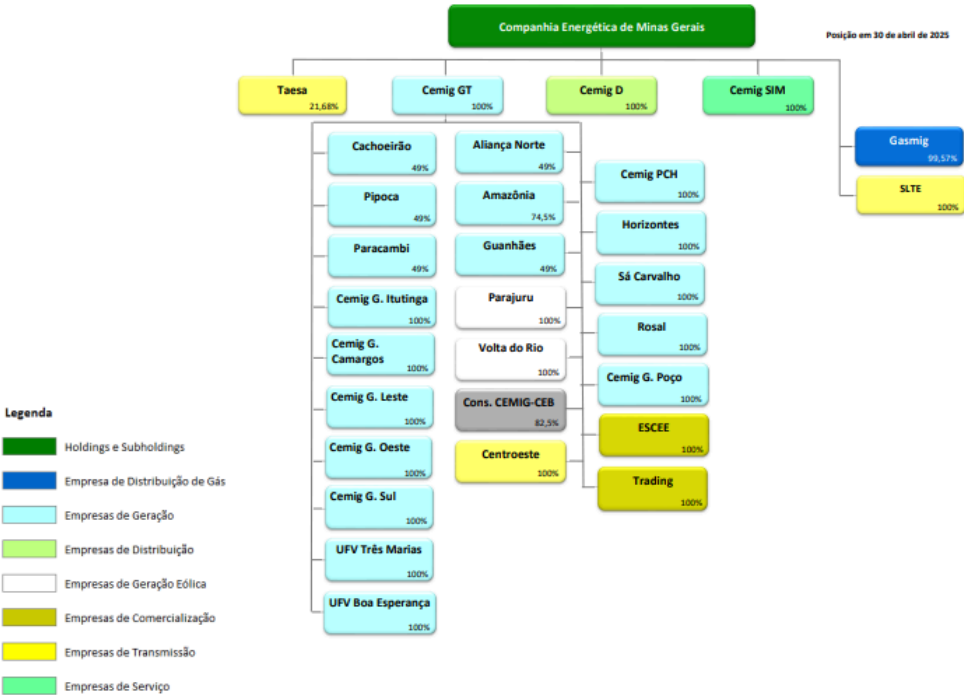 Companhia Energética de Minas Gerais
Posição em 30 de abril de 2025
Taesa
21,68%
Cemig GT
100%
Cemig D
100%
Cemig SIM
100%
Gasmig
99,57%
SLTE
100%
Cachoeirão
49%
Pipoca
49%
Paracambi
49%
Cemig G. Itutinga
100%
Cemig G.
Camargos
100%
Cemig G. Leste
100%
Cemig G. Oeste
100%
Cemig G. Sul
100%
UFV Três Marias
100%
UFV Boa Esperança
100%
Aliança Norte
49%
Amazônia
74,5%
Guanhães
49%
Parajuru
100%
Volta do Rio
100%
Cons. CEMIG-CEB
82,5%
Centroeste
100%
Cemig PCH
100%
Horizontes
100%
Sá Carvalho
100%
Rosal
100%
Cemig G. Poço
100%
ESCEE
100%
Trading
100%
Legenda
Holdings e Subholdings
Empresa de Distribuição de Gás
Empresas de Geração
Empresas de Distribuição
Empresas de Geração Eólica
Empresas de Comercialização
Empresas de Transmissão
Empresas de Serviço